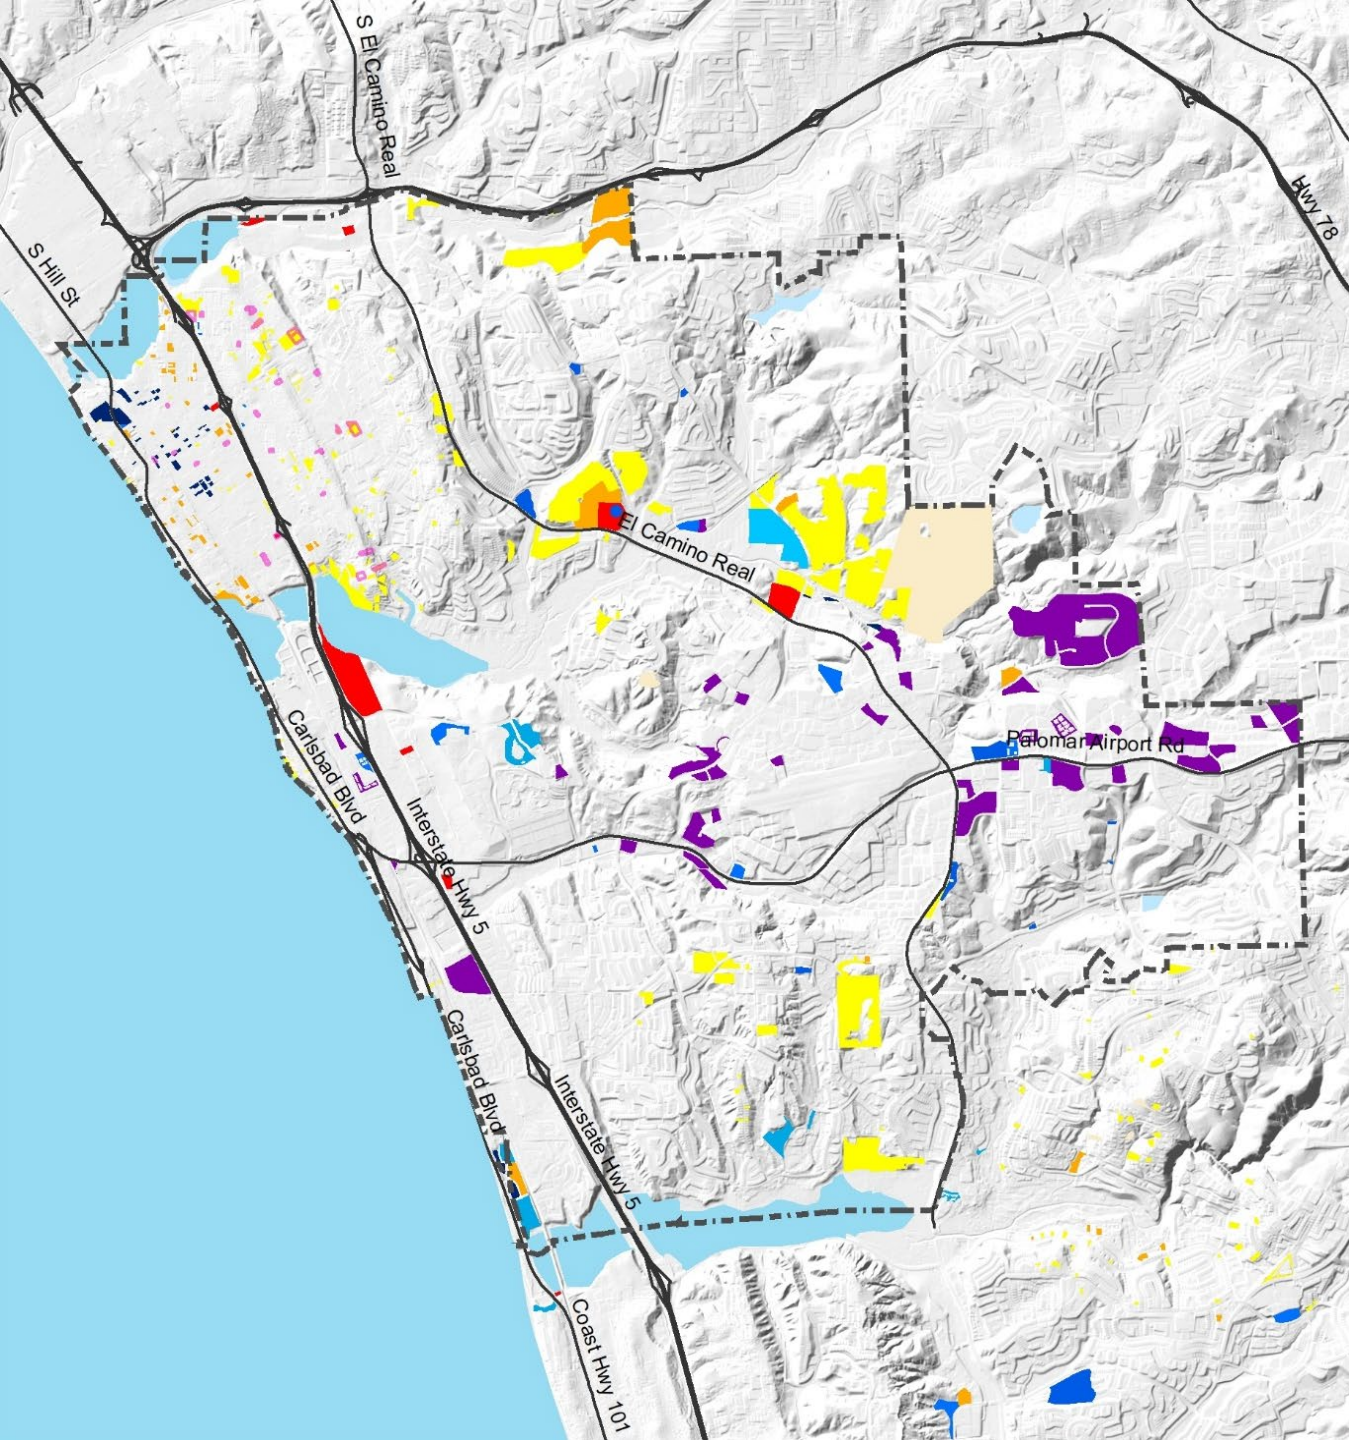 S El Camino Real
Hwy 78
S Hill St
El Camino Real
Carlsbad Blvd
Palomar Airport Rd
Interstate Hwy 5
Carlsbad Blvd
Interstate Hwy 5
Coast Hwy 101